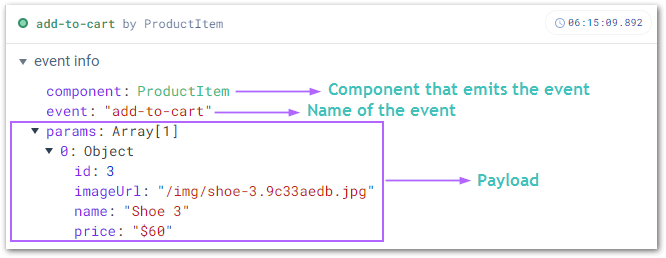 add-to-cart by ProductItem
06:15:09.892
event info
component: ProductItem
Component that emits the event
event: "add-to-cart"
Name of the event
params: Array[1]
0: Object
id: 3
imageUrl: "/img/shoe-3.9c33aedb.jpg"
Payload
name: "Shoe 3"
price: "$60"